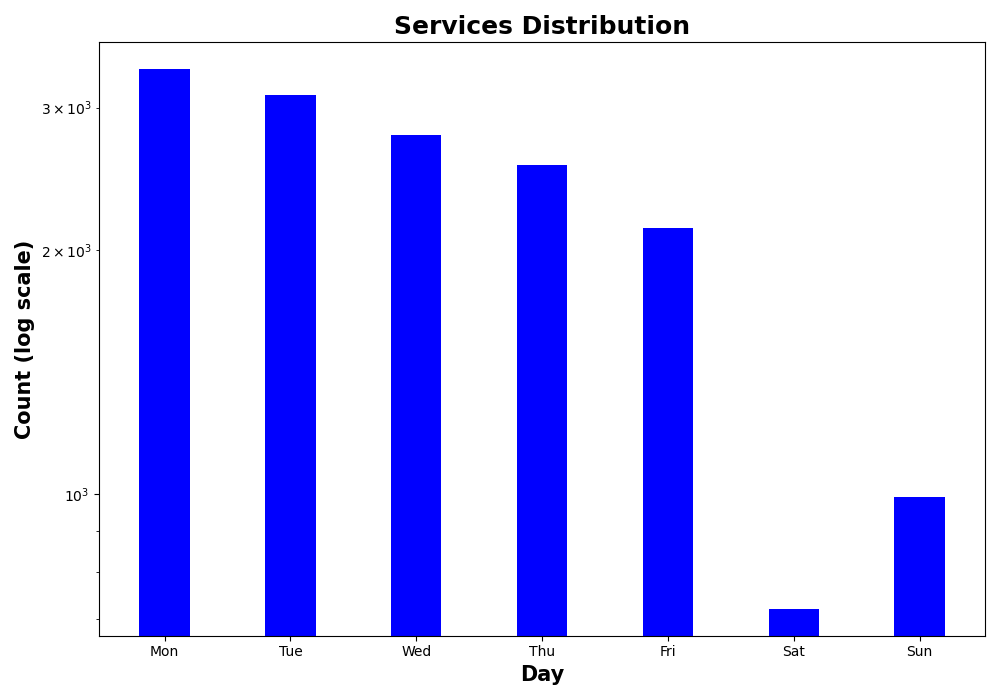 Services Distribution
Count (log scale)
3 × 10³
2 × 10³
10³
Mon Tue Wed Thu Fri Sat Sun
Day